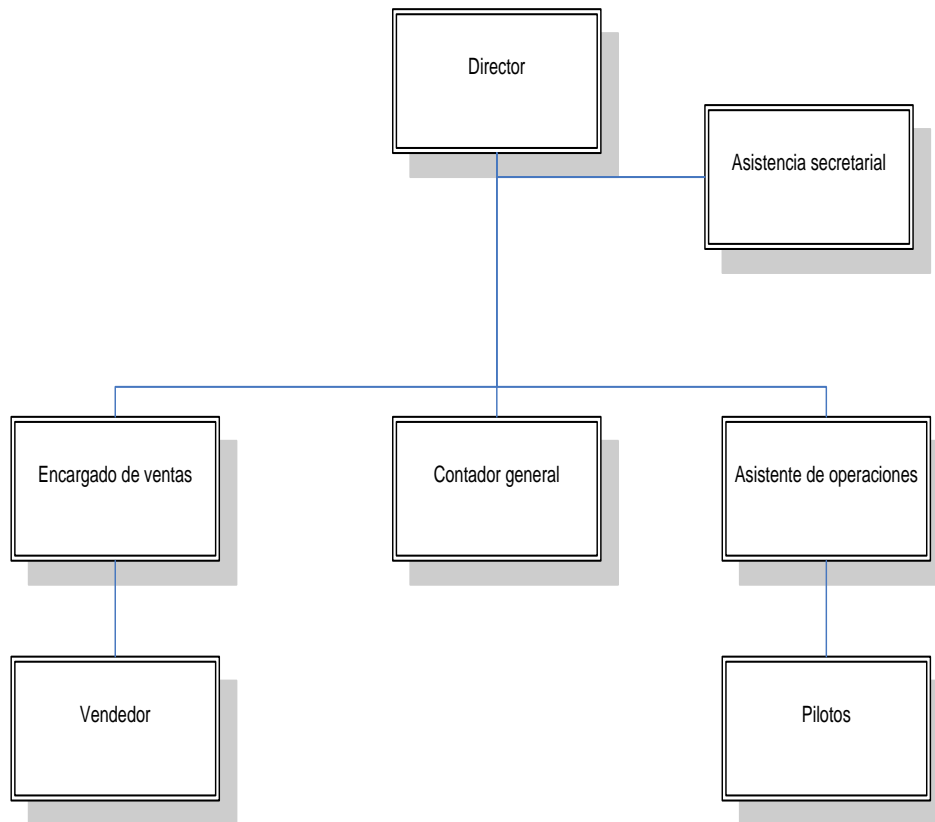 Director
Asistencia secretarial
Encargado de ventas
Contador general
Asistente de operaciones
Vendedor
Pilotos